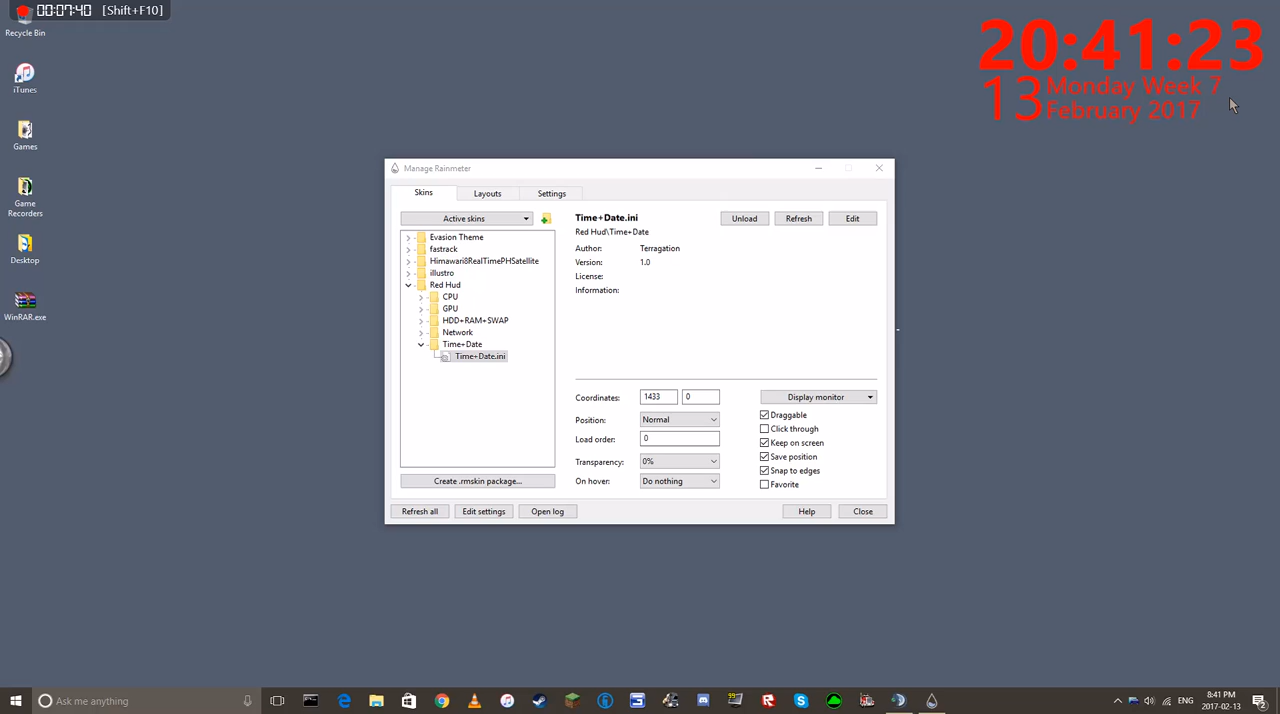 00:07:40 [Shift+F10]
Recycle Bin
iTunes
Games
Game
Recorders
Desktop
WinRAR.exe
20:41:23
13 Monday Week 7
February 2017
Manage Rainmeter
Skins
Layouts
Settings
Active skins
Evasion Theme
fastrack
Himawari8RealTimePHSatellite
illustro
Red Hud
CPU
GPU
HDD+RAM+SWAP
Network
Time+Date
Time+Date.ini
Create .rmskin package...
Time+Date.ini
Unload
Refresh
Edit
Red Hud\Time+Date
Author: Terragation
Version: 1.0
License:
Information:
Coordinates: 1433 0
Position: Normal
Load order: 0
Transparency: 0%
On hover: Do nothing
Display monitor
Draggable
Click through
Keep on screen
Save position
Snap to edges
Favorite
Refresh all
Edit settings
Open log
Help
Close
Ask me anything
ENG
8:41 PM
2017-02-13